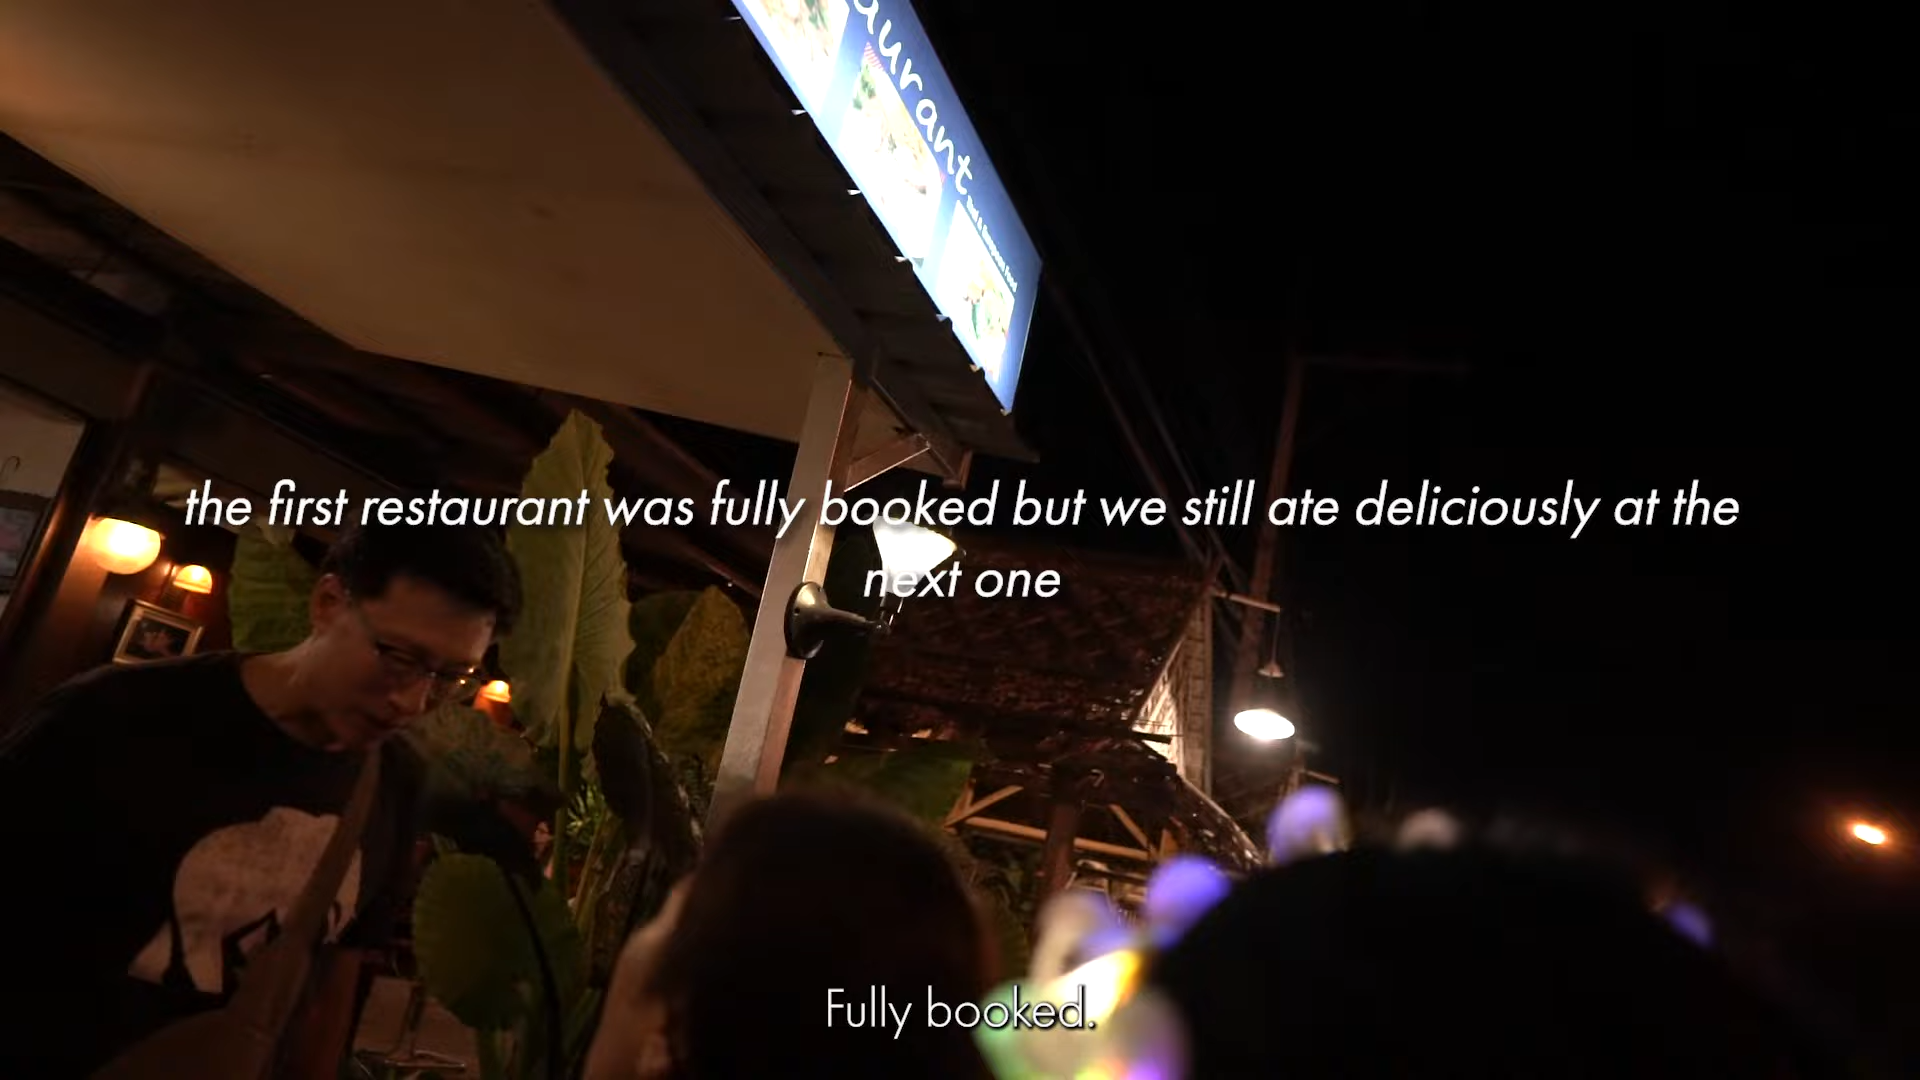 aurant
the first restaurant was fully booked but we still ate deliciously at the
next one
Fully booked.